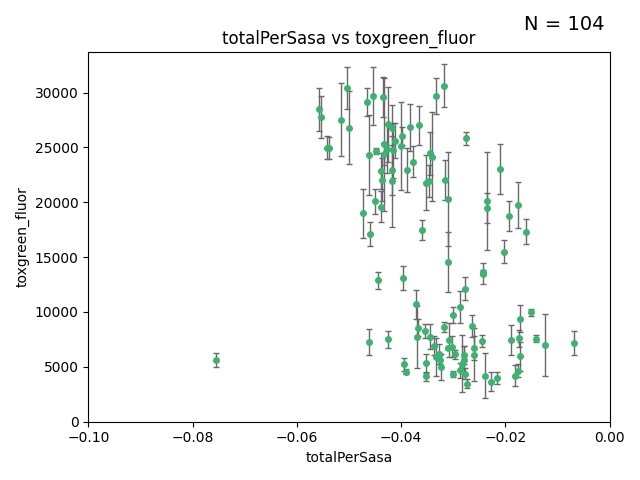 N = 104
totalPerSasa vs toxgreen_fluor
30000
25000
20000
15000
10000
5000
0
toxgreen_fluor
−0.10 −0.08 −0.06 −0.04 −0.02 0.00
totalPerSasa